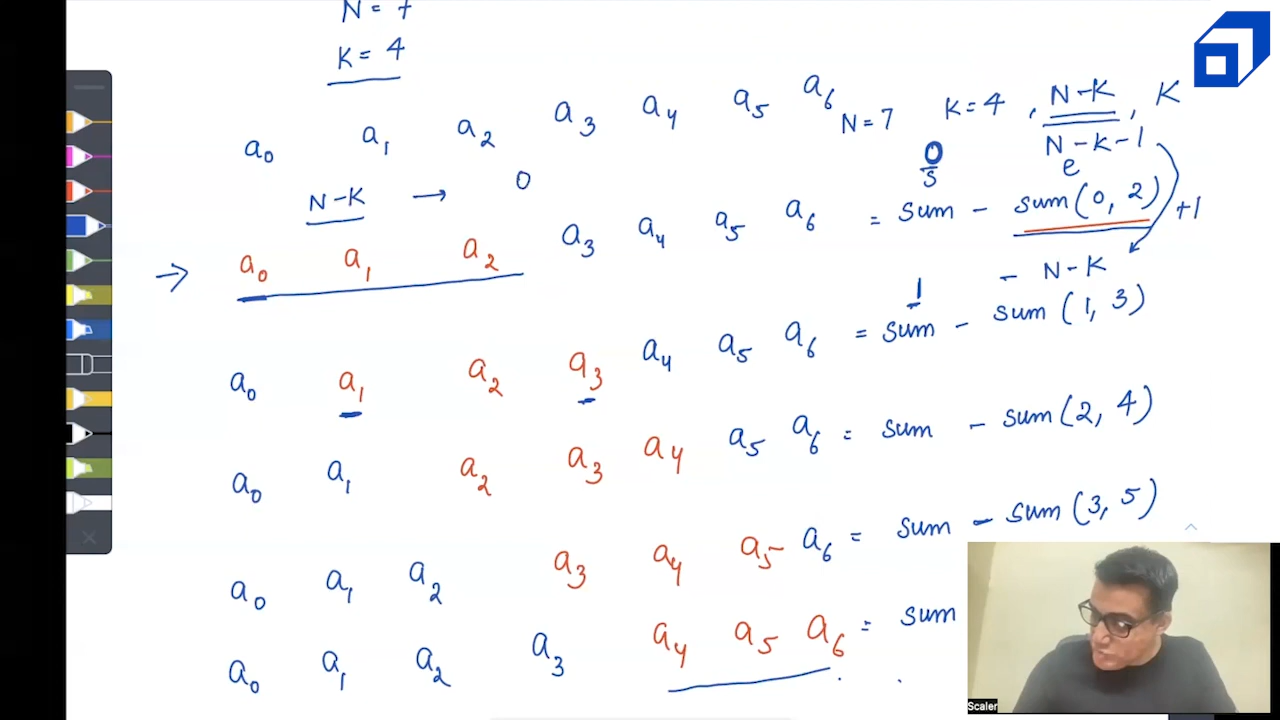 N = 7
K = 4
a0 a1 a2 a3 a4 a5 a6 N = 7 K = 4 , N-K , K
N-K-1
N-K → 0
0
s e
→ a0 a1 a2 a3 a4 a5 a6 = sum - sum(0, 2) +1
- N-K
1
a0 a1 a2 a3 a4 a5 a6 = sum - sum(1, 3)
a0 a1 a2 a3 a4 a5 a6 = sum - sum(2, 4)
a0 a1 a2 a3 a4 a5 a6 = sum - sum(3, 5)
a0 a1 a2 a3 a4 a5 a6 = sum
Scaler